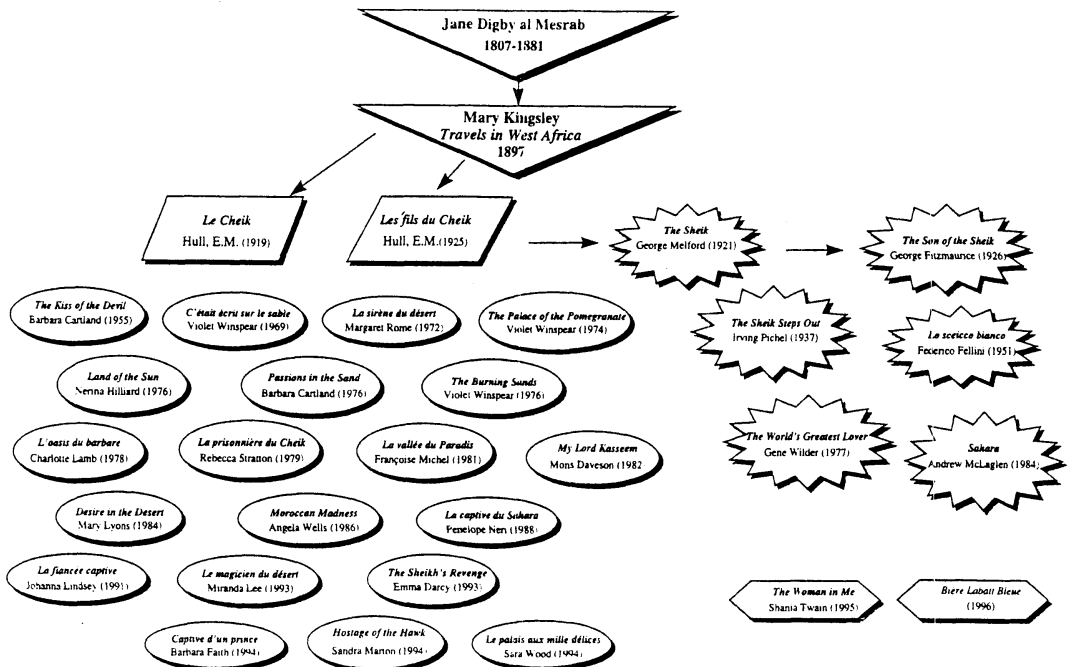 Jane Digby al Mesrab
1807-1881
Mary Kingsley
Travels in West Africa
1897
Le Cheik
Hull, E.M. (1919)
Les fils du Cheik
Hull, E.M.(1925)
The Sheik
George Melford (1921)
The Son of the Sheik
George Fitzmaurice (1926)
The Kiss of the Devil
Barbara Cartland (1955)
C'était écrit sur le sable
Violet Winspear (1969)
La sirène du désert
Margaret Rome (1972)
The Palace of the Pomegranate
Violet Winspear (1974)
The Sheik Steps Out
Irving Pichel (1937)
Lo sceicco bianco
Federico Fellini (1951)
Land of the Sun
Nerina Hilliard (1976)
Passions in the Sand
Barbara Cartland (1976)
The Burning Sands
Violet Winspear (1976)
L'oasis du barbare
Charlotte Lamb (1978)
La prisonnière du Cheik
Rebecca Stratton (1979)
La vallée du Paradis
Françoise Michel (1981)
My Lord Kasseem
Mons Daveson (1982
The World's Greatest Lover
Gene Wilder (1977)
Sahara
Andrew McLaglen (1984)
Desire in the Desert
Mary Lyons (1984)
Moroccan Madness
Angela Wells (1986)
La captive du Sahara
Penelope Neri (1988)
La fiancée captive
Johanna Lindsey (1991)
Le magicien du désert
Miranda Lee (1993)
The Sheikh's Revenge
Emma Darcy (1993)
The Woman in Me
Shania Twain (1995)
Bière Labatt Bleue
(1996)
Captive d'un prince
Barbara Faith (1994)
Hostage of the Hawk
Sandra Marton (1994)
Le palais aux mille délices
Sara Wood (1994)